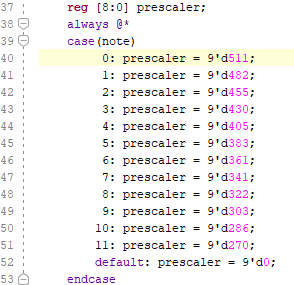 37 reg [8:0] prescaler;
38 always @*
39 case(note)
40 0: prescaler = 9'd511;
41 1: prescaler = 9'd482;
42 2: prescaler = 9'd455;
43 3: prescaler = 9'd430;
44 4: prescaler = 9'd405;
45 5: prescaler = 9'd383;
46 6: prescaler = 9'd361;
47 7: prescaler = 9'd341;
48 8: prescaler = 9'd322;
49 9: prescaler = 9'd303;
50 10: prescaler = 9'd286;
51 11: prescaler = 9'd270;
52 default: prescaler = 9'd0;
53 endcase